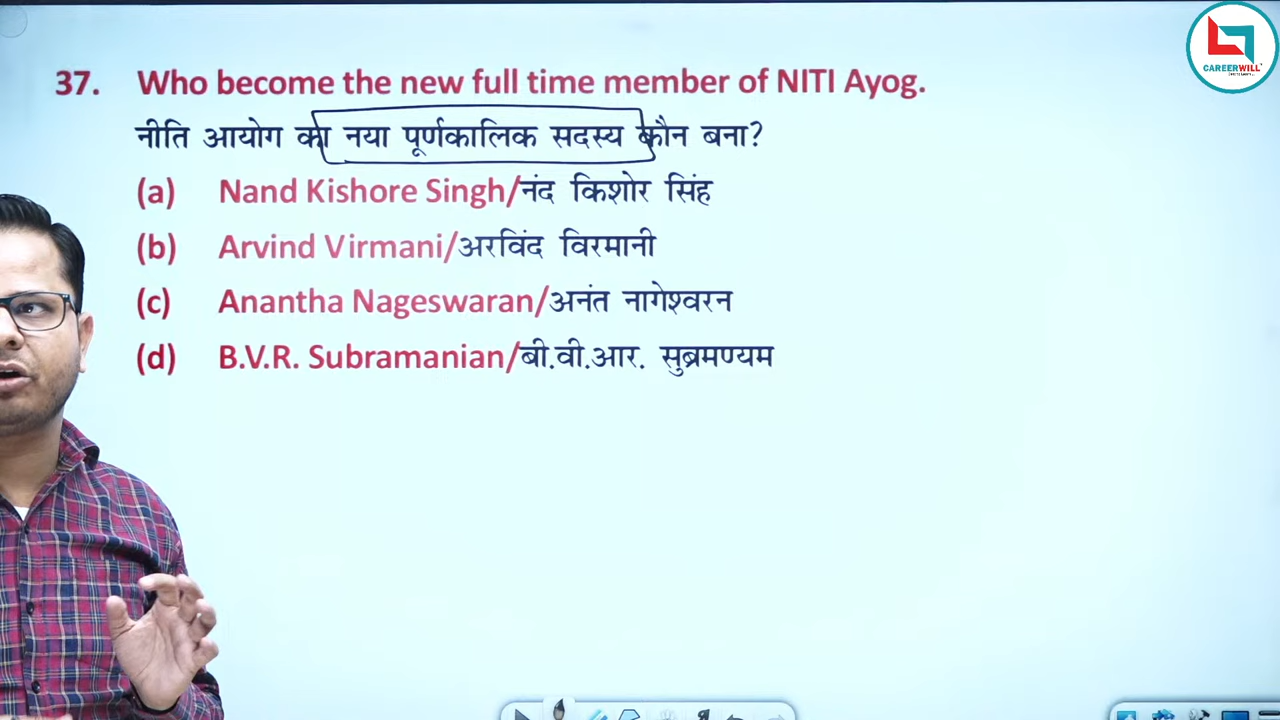 CAREERWILL
37. Who become the new full time member of NITI Ayog.
नीति आयोग का नया पूर्णकालिक सदस्य कौन बना?
(a) Nand Kishore Singh/नंद किशोर सिंह
(b) Arvind Virmani/अरविंद विरमानी
(c) Anantha Nageswaran/अनंत नागेश्वरन
(d) B.V.R. Subramanian/बी.वी.आर. सुब्रमण्यम